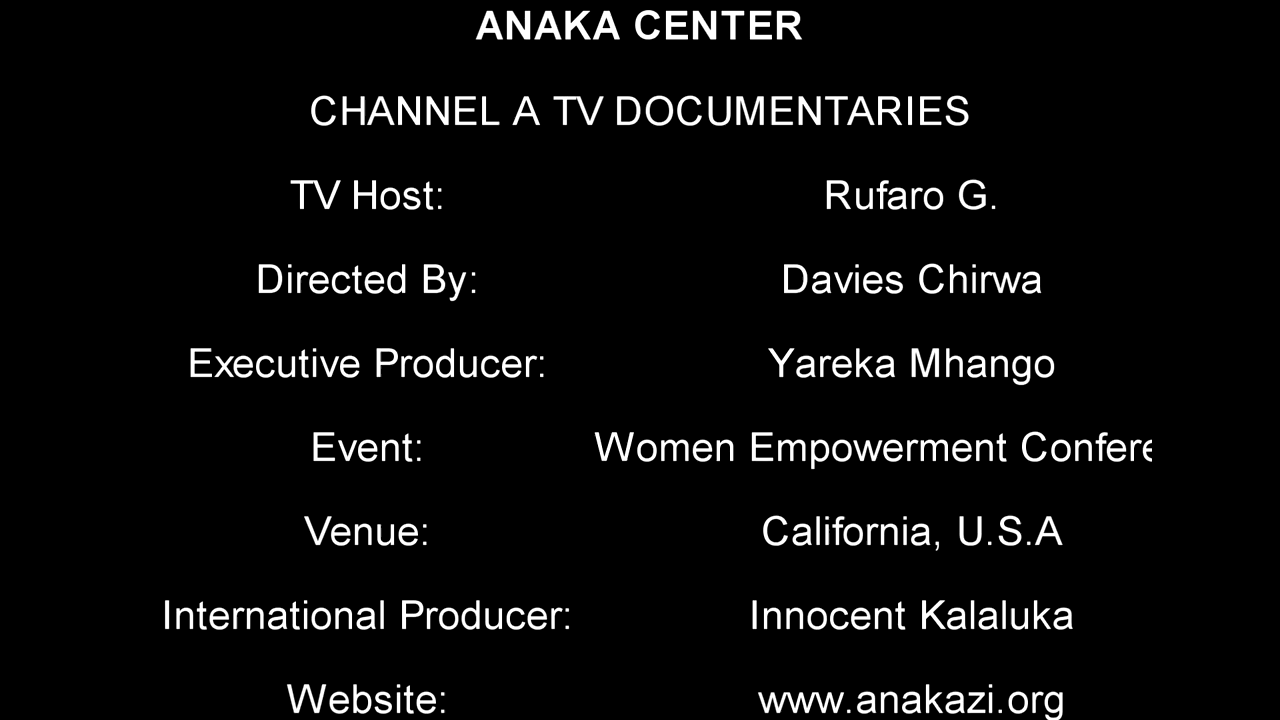 ANAKA CENTER
CHANNEL A TV DOCUMENTARIES
TV Host: Rufaro G.
Directed By: Davies Chirwa
Executive Producer: Yareka Mhango
Event: Women Empowerment Confere
Venue: California, U.S.A
International Producer: Innocent Kalaluka
Website: www.anakazi.org